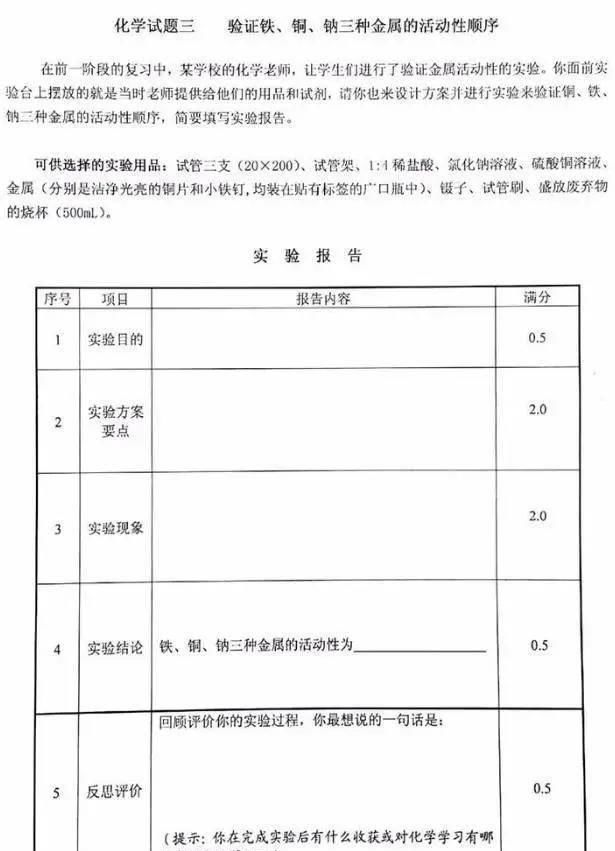 化学试题三 验证铁、铜、钠三种金属的活动性顺序
在前一阶段的复习中，某学校的化学老师，让学生们进行了验证金属活动性的实验。你面前实
验台上摆放的就是当时老师提供给他们的用品和试剂，请你也来设计方案并进行实验来验证铜、铁、
钠三种金属的活动性顺序，简要填写实验报告。
可供选择的实验用品：试管三支（20×200）、试管架、1:4稀盐酸、氯化钠溶液、硫酸铜溶液、
金属（分别是洁净光亮的铜片和小铁钉,均装在贴有标签的广口瓶中）、镊子、试管刷、盛放废弃物
的烧杯（500mL）。
实 验 报 告
序号 项目 报告内容 满分
1 实验目的 0.5
2 实验方案要点 2.0
3 实验现象 2.0
4 实验结论 铁、铜、钠三种金属的活动性为____________ 0.5
回顾评价你的实验过程，你最想说的一句话是：
5 反思评价 0.5
（提示：你在完成实验后有什么收获或对化学学习有哪